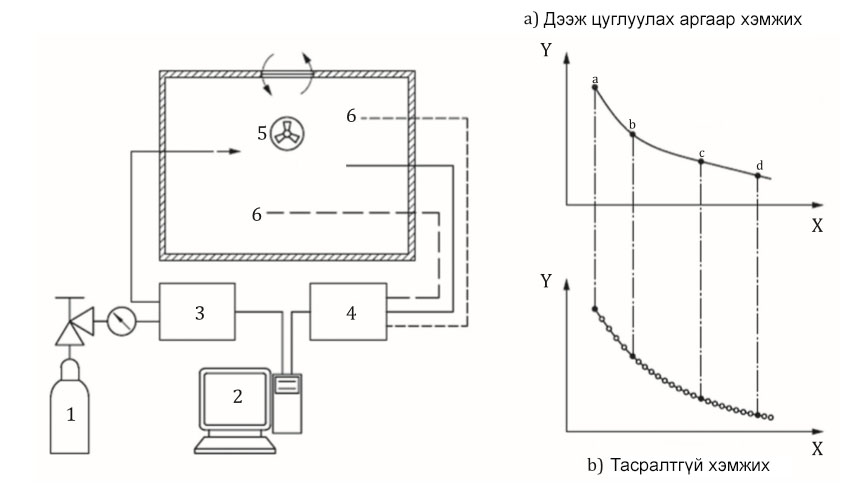 a) Дээж цуглуулах аргаар хэмжих
Y
a
b
c
d
X
6
5
6
3
4
1
2
Y
X
b) Тасралтгүй хэмжих